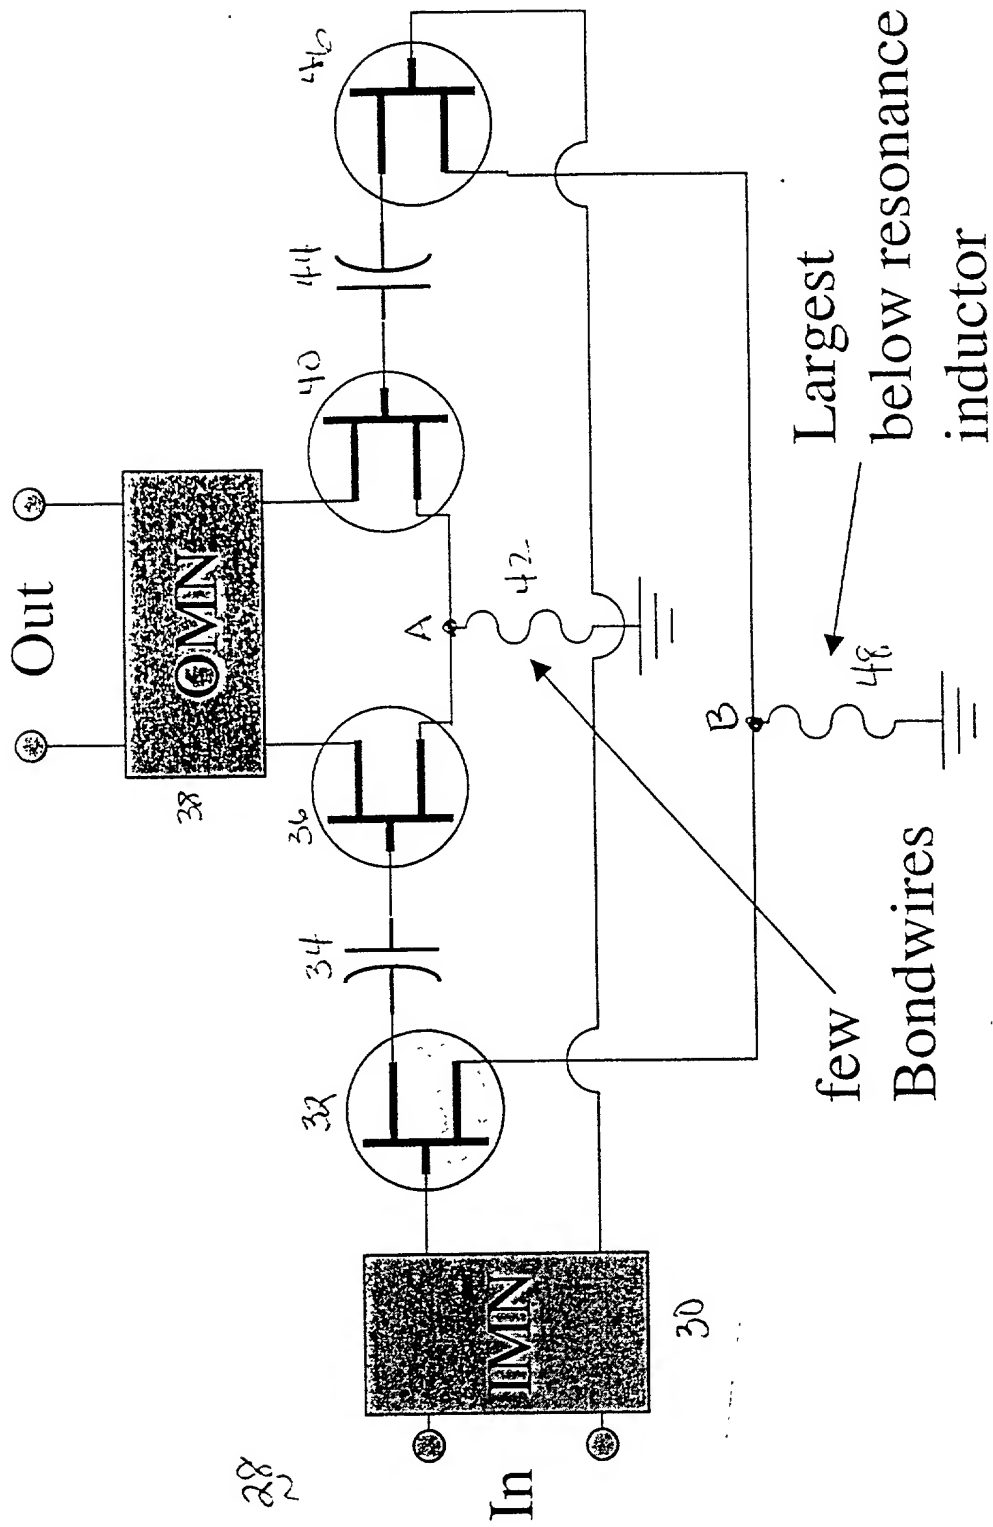 28
In
IMN
30
32
34
36
38
OMN
Out
40
44
46
A
42
B
48
few
Bondwires
Largest
below resonance
inductor